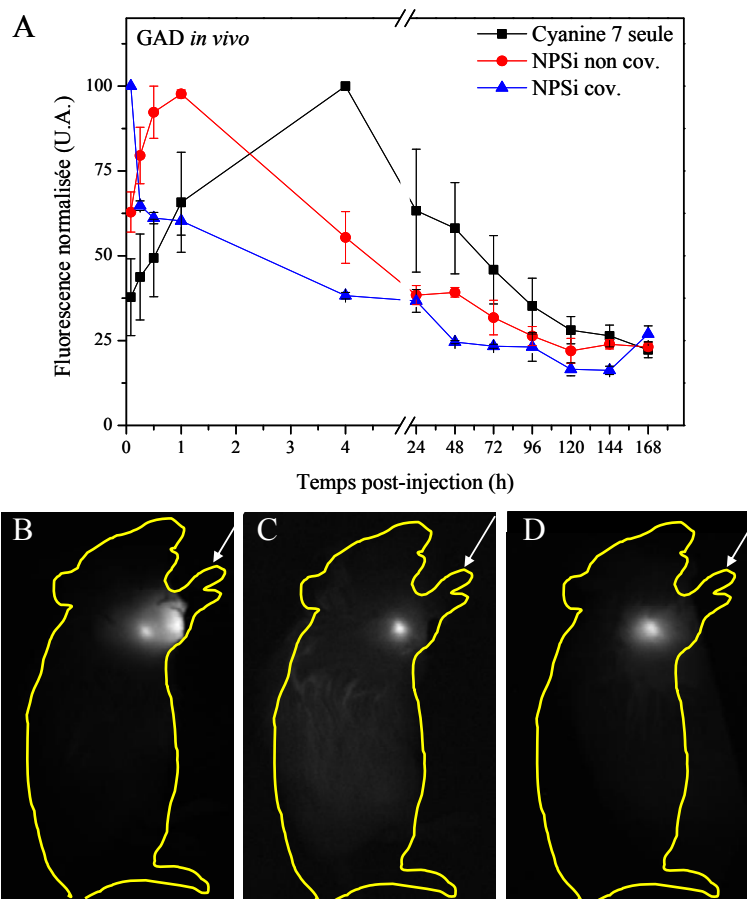 A
GAD in vivo
Cyanine 7 seule
NPSi non cov.
NPSi cov.
Fluorescence normalisée (U.A.)
100
75
50
25
0
0 1 2 3 4 24 48 72 96 120 144 168
Temps post-injection (h)
B C D